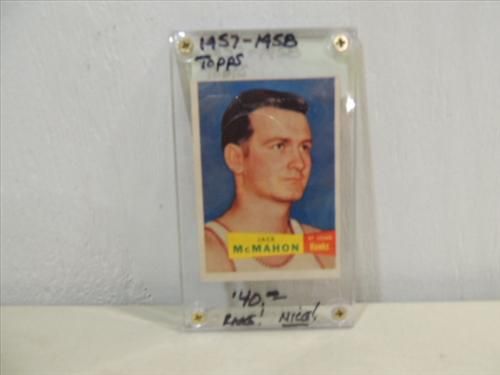 1957-1958
Topps
JACK
McMAHON
ST. LOUIS
Hawks
$40.00
RARE! NICE!